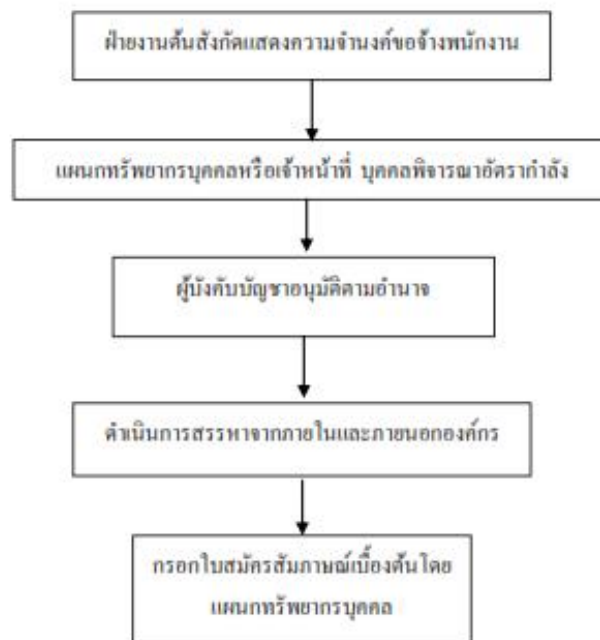 ฝ่ายงานต้นสังกัดแสดงความจำนงค์ขอจ้างพนักงาน
แผนกทรัพยากรบุคคลหรือเจ้าหน้าที่ บุคคลพิจารณาอัตรากำลัง
ผู้บังคับบัญชาอนุมัติตามอำนาจ
ดำเนินการสรรหาจากภายในและภายนอกองค์กร
กรอกใบสมัครสัมภาษณ์เบื้องต้นโดย
แผนกทรัพยากรบุคคล